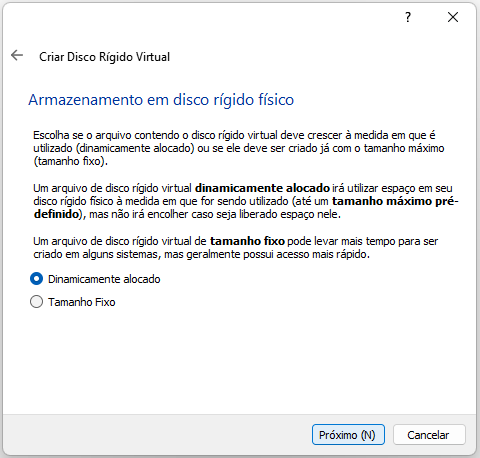 ?
Criar Disco Rígido Virtual
Armazenamento em disco rígido físico
Escolha se o arquivo contendo o disco rígido virtual deve crescer à medida em que é
utilizado (dinamicamente alocado) ou se ele deve ser criado já com o tamanho máximo
(tamanho fixo).
Um arquivo de disco rígido virtual dinamicamente alocado irá utilizar espaço em seu
disco rígido físico à medida em que for sendo utilizado (até um tamanho máximo pré-
definido), mas não irá encolher caso seja liberado espaço nele.
Um arquivo de disco rígido virtual de tamanho fixo pode levar mais tempo para ser
criado em alguns sistemas, mas geralmente possui acesso mais rápido.
Dinamicamente alocado
Tamanho Fixo
Próximo (N) Cancelar